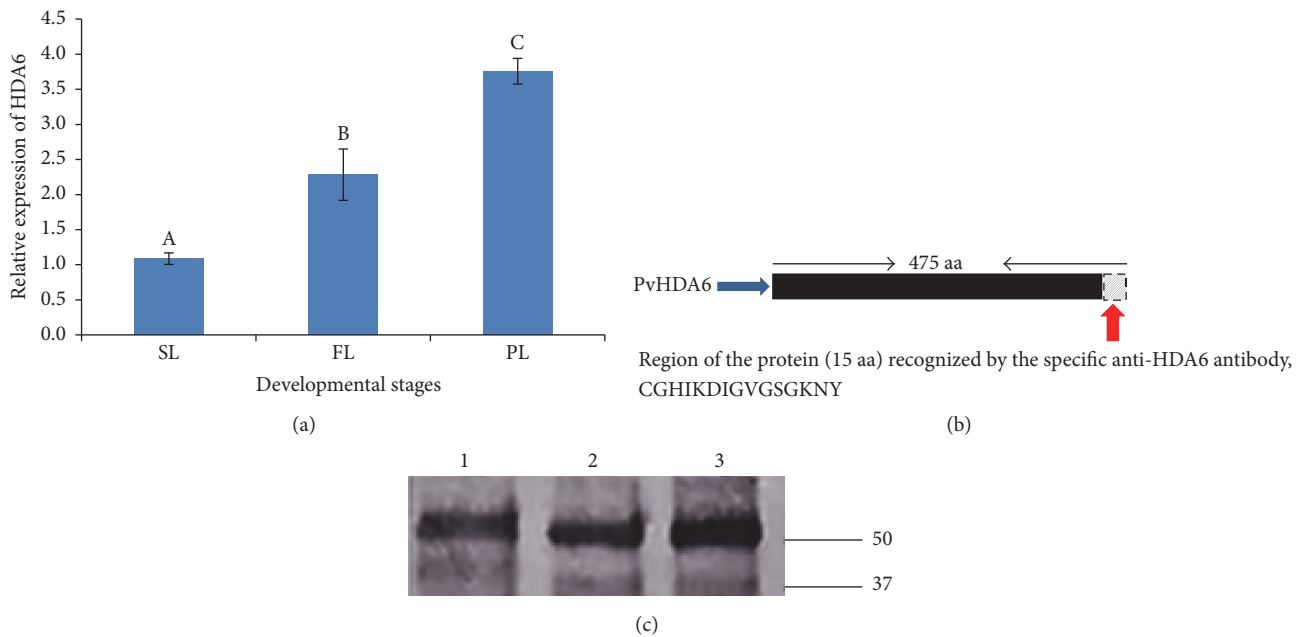 Relative expression of HDA6
4.5
4.0
3.5
3.0
2.5
2.0
1.5
1.0
0.5
0.0
A
B
C
SL
FL
PL
Developmental stages
(a)
475 aa
PvHDA6
Region of the protein (15 aa) recognized by the specific anti-HDA6 antibody,
CGHIKDIGVGSGKNY
(b)
1 2 3
50
37
(c)